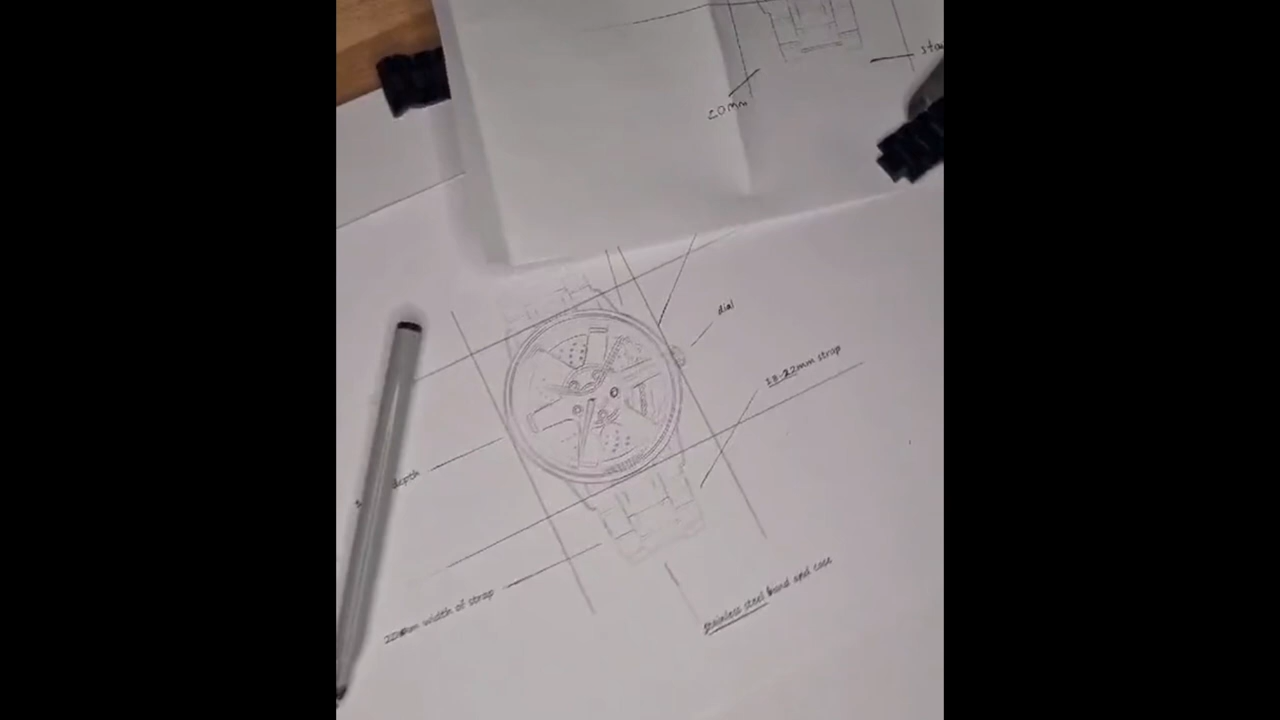 20mm
dial
18-22mm strap
depth
width of strap
stainless steel band and case